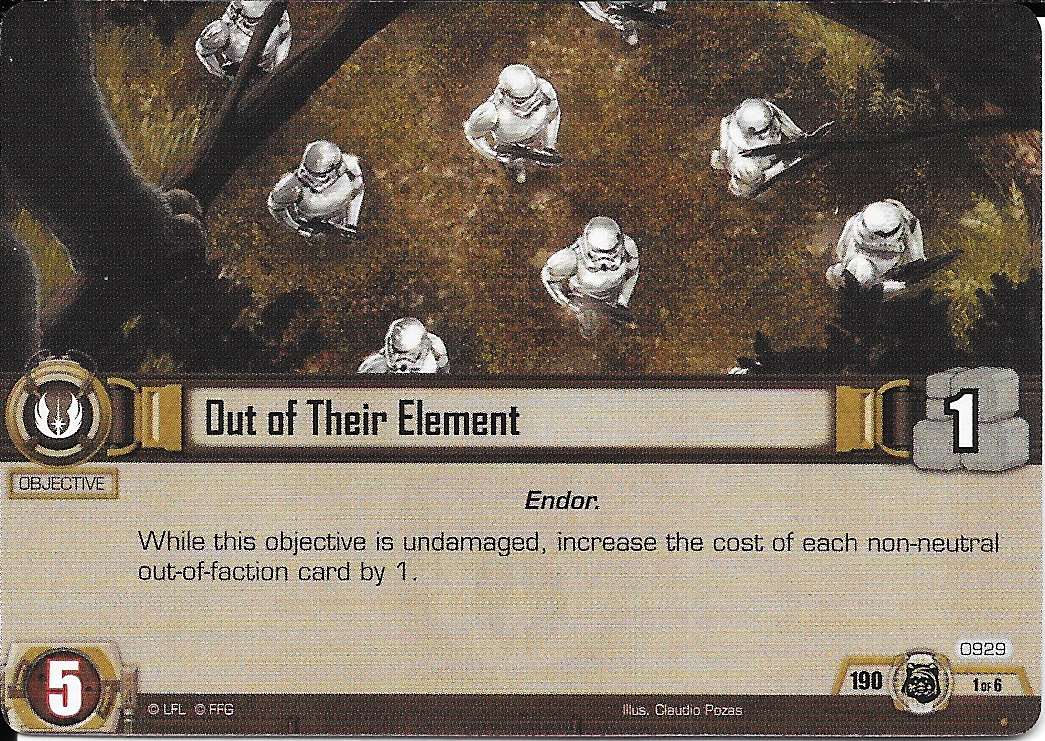 Out of Their Element
1
OBJECTIVE
Endor.
While this objective is undamaged, increase the cost of each non-neutral
out-of-faction card by 1.
5
0929
190
1 OF 6
© LFL © FFG
Illus. Claudio Pozas